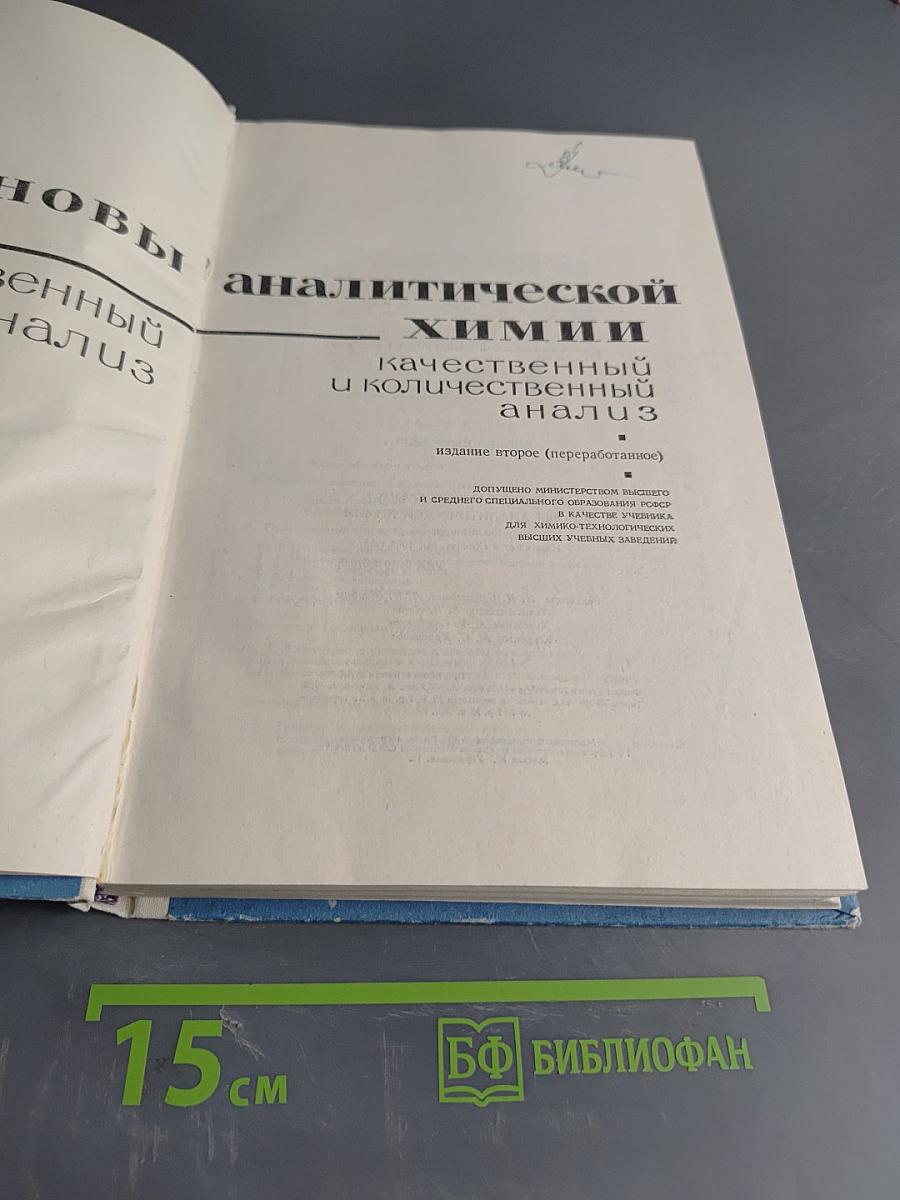 новы
венный
нализ
аналитической
химии
качественный
и количественный
анализ
издание второе (переработанное)
ДОПУЩЕНО МИНИСТЕРСТВОМ ВЫСШЕГО
И СРЕДНЕГО СПЕЦИАЛЬНОГО ОБРАЗОВАНИЯ РСФСР
В КАЧЕСТВЕ УЧЕБНИКА
ДЛЯ ХИМИКО-ТЕХНОЛОГИЧЕСКИХ
ВЫСШИХ УЧЕБНЫХ ЗАВЕДЕНИЙ
15 см
БФ БИБЛИОФАН